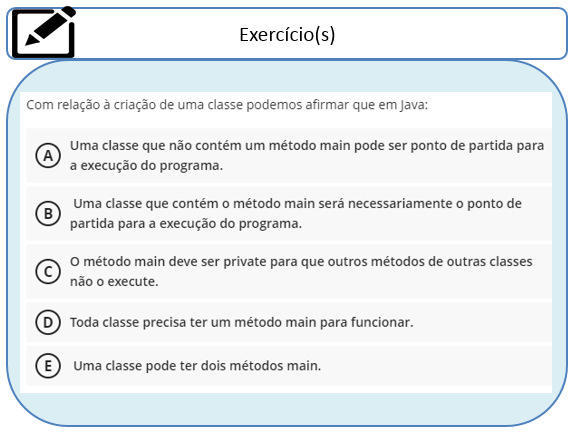 Exercício(s)
Com relação à criação de uma classe podemos afirmar que em Java:
A Uma classe que não contém um método main pode ser ponto de partida para
a execução do programa.
B Uma classe que contém o método main será necessariamente o ponto de
partida para a execução do programa.
C O método main deve ser private para que outros métodos de outras classes
não o execute.
D Toda classe precisa ter um método main para funcionar.
E Uma classe pode ter dois métodos main.